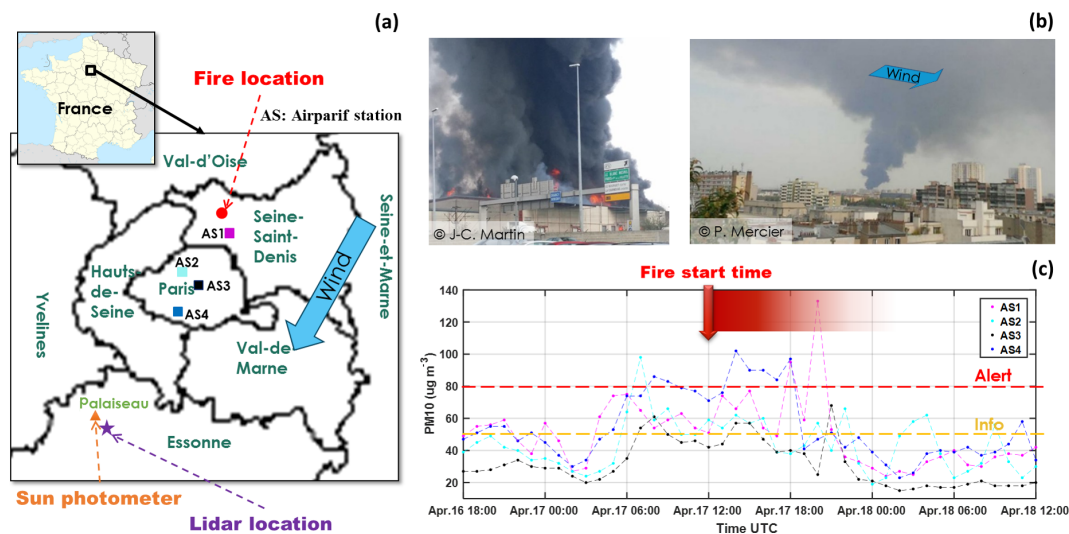 (a)
France
Fire location
AS: Airparif station
Val-d'Oise
Seine-et-Marne
AS1
Seine-
Saint-
Denis
Wind
AS2
Hauts-
de-
Seine
Paris
AS3
AS4
Yvelines
Val-de-
Marne
Palaiseau
Essonne
Sun photometer
Lidar location
(b)
© J-C. Martin
Wind
© P. Mercier
Fire start time
(c)
140
120
100
80
60
40
20
PM10 (ug m-3)
AS1
AS2
AS3
AS4
Alert
Info
Apr.16 18:00 Apr.17 00:00 Apr.17 06:00 Apr.17 12:00 Apr.17 18:00 Apr.18 00:00 Apr.18 06:00 Apr.18 12:00
Time UTC